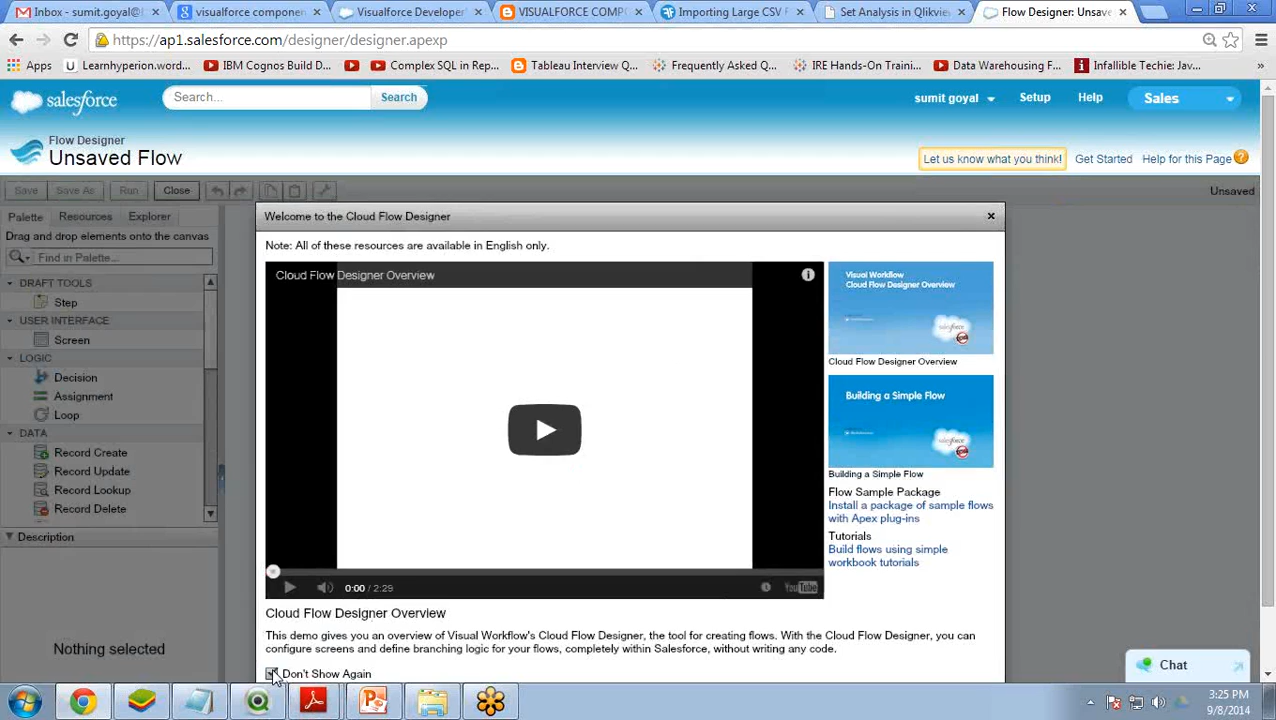 Inbox - sumit.goyal@
visualforce componen
Visualforce Developer'
VISUALFORCE COMP
Importing Large CSV F
Set Analysis in Qlikvie
Flow Designer: Unsave
https://ap1.salesforce.com/designer/designer.apexp
Apps
Learnhyperion.word...
IBM Cognos Build D...
Complex SQL in Rep...
Tableau Interview Q...
Frequently Asked Q...
IRE Hands-On Traini...
Data Warehousing F...
Infallible Techie: Jav...
»
salesforce
Search...
Search
sumit goyal
Setup
Help
Sales
Flow Designer
Unsaved Flow
Let us know what you think!
Get Started
Help for this Page
Save
Save As
Run
Close
Unsaved
Palette
Resources
Explorer
Drag and drop elements onto the canvas
Find in Palette...
DRAFT TOOLS
Step
USER INTERFACE
Screen
LOGIC
Decision
Assignment
Loop
DATA
Record Create
Record Update
Record Lookup
Record Delete
Description
Nothing selected
Welcome to the Cloud Flow Designer
Note: All of these resources are available in English only.
Cloud Flow Designer Overview
0:00 / 2:29
YouTube
Visual Workflow
Cloud Flow Designer Overview
salesforce
Cloud Flow Designer Overview
Building a Simple Flow
salesforce
Building a Simple Flow
Flow Sample Package
Install a package of sample flows
with Apex plug-ins
Tutorials
Build flows using simple
workbook tutorials
Cloud Flow Designer Overview
This demo gives you an overview of Visual Workflow's Cloud Flow Designer, the tool for creating flows. With the Cloud Flow Designer, you can
configure screens and define branching logic for your flows, completely within Salesforce, without writing any code.
Don't Show Again
Chat
3:25 PM
9/8/2014